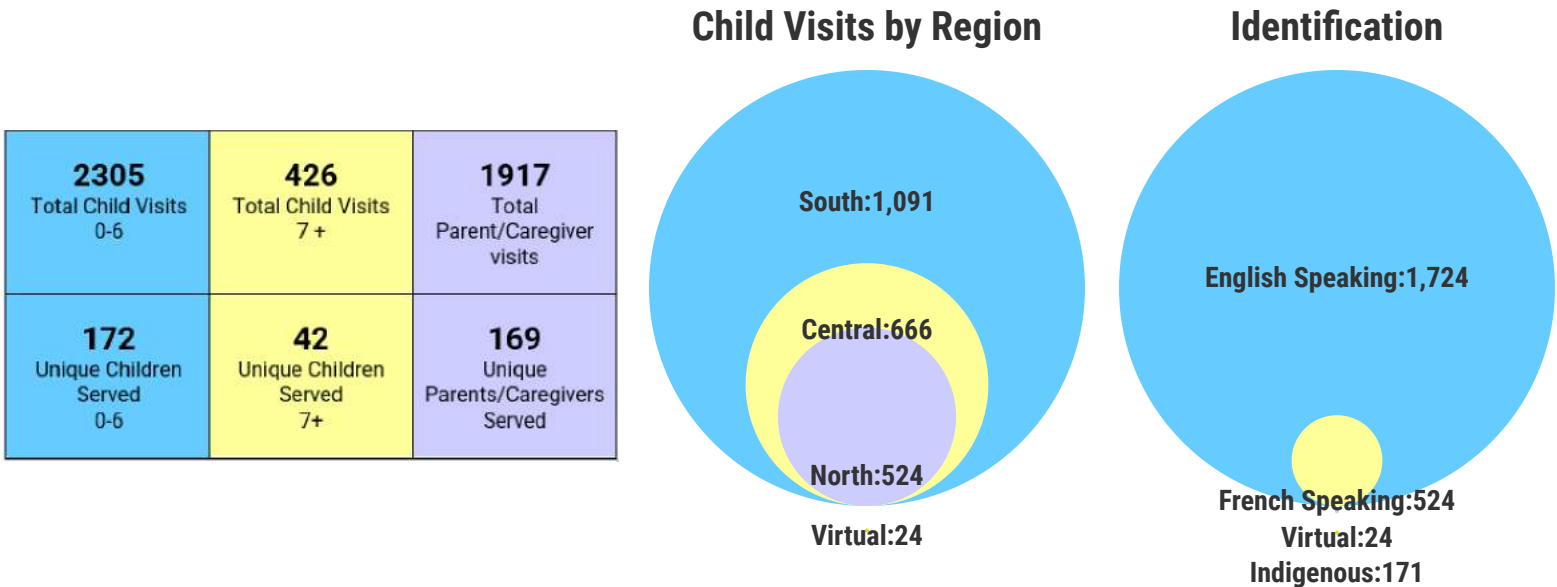 Child Visits by Region
Identification
2305
Total Child Visits
0-6
426
Total Child Visits
7 +
1917
Total
Parent/Caregiver
visits
172
Unique Children
Served
0-6
42
Unique Children
Served
7+
169
Unique
Parents/Caregivers
Served
South:1,091
Central:666
North:524
Virtual:24
English Speaking:1,724
French Speaking:524
Virtual:24
Indigenous:171